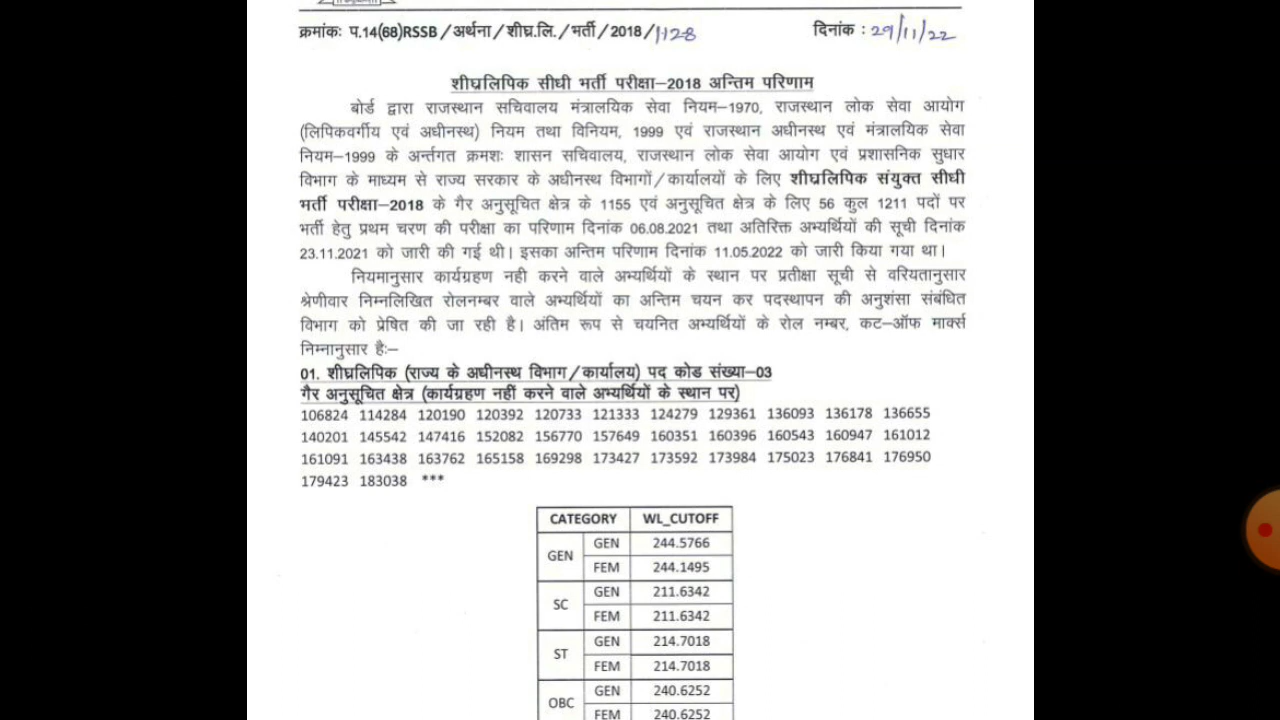 क्रमांकः प.14(68)RSSB/अर्थना/शीघ्र.लि./भर्ती/2018/1128 दिनांक : 29/11/22
शीघ्रलिपिक सीधी भर्ती परीक्षा–2018 अन्तिम परिणाम
बोर्ड द्वारा राजस्थान सचिवालय मंत्रालयिक सेवा नियम–1970, राजस्थान लोक सेवा आयोग
(लिपिकवर्गीय एवं अधीनस्थ) नियम तथा विनियम, 1999 एवं राजस्थान अधीनस्थ एवं मंत्रालयिक सेवा
नियम–1999 के अर्न्तगत क्रमशः शासन सचिवालय, राजस्थान लोक सेवा आयोग एवं प्रशासनिक सुधार
विभाग के माध्यम से राज्य सरकार के अधीनस्थ विभागों/कार्यालयों के लिए शीघ्रलिपिक संयुक्त सीधी
भर्ती परीक्षा–2018 के गैर अनुसूचित क्षेत्र के 1155 एवं अनुसूचित क्षेत्र के लिए 56 कुल 1211 पदों पर
भर्ती हेतु प्रथम चरण की परीक्षा का परिणाम दिनांक 06.08.2021 तथा अतिरिक्त अभ्यर्थियों की सूची दिनांक
23.11.2021 को जारी की गई थी। इसका अन्तिम परिणाम दिनांक 11.05.2022 को जारी किया गया था।
नियमानुसार कार्यग्रहण नही करने वाले अभ्यर्थियों के स्थान पर प्रतीक्षा सूची से वरियतानुसार
श्रेणीवार निम्नलिखित रोलनम्बर वाले अभ्यर्थियों का अन्तिम चयन कर पदस्थापन की अनुशंसा संबंधित
विभाग को प्रेषित की जा रही है। अंतिम रूप से चयनित अभ्यर्थियों के रोल नम्बर, कट–ऑफ मार्क्स
निम्नानुसार हैः–
01. शीघ्रलिपिक (राज्य के अधीनस्थ विभाग/कार्यालय) पद कोड संख्या–03
गैर अनुसूचित क्षेत्र (कार्यग्रहण नहीं करने वाले अभ्यर्थियों के स्थान पर)
106824 114284 120190 120392 120733 121333 124279 129361 136093 136178 136655
140201 145542 147416 152082 156770 157649 160351 160396 160543 160947 161012
161091 163438 163762 165158 169298 173427 173592 173984 175023 176841 176950
179423 183038 ***
CATEGORY WL_CUTOFF
GEN GEN 244.5766
FEM 244.1495
SC GEN 211.6342
FEM 211.6342
ST GEN 214.7018
FEM 214.7018
OBC GEN 240.6252
FEM 240.6252